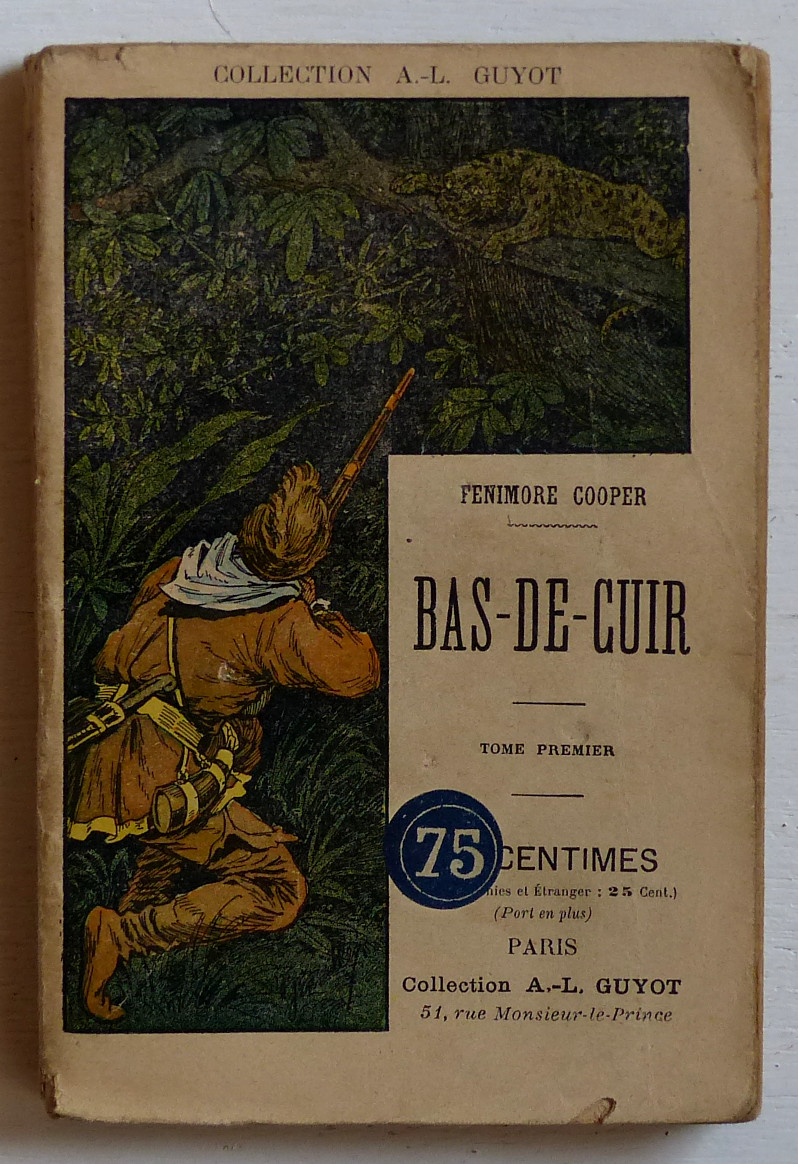 COLLECTION A.-L. GUYOT
FENIMORE COOPER
BAS-DE-CUIR
TOME PREMIER
75 CENTIMES
et Étranger : 25 Cent.)
(Port en plus)
PARIS
Collection A.-L. GUYOT
51, rue Monsieur-le-Prince